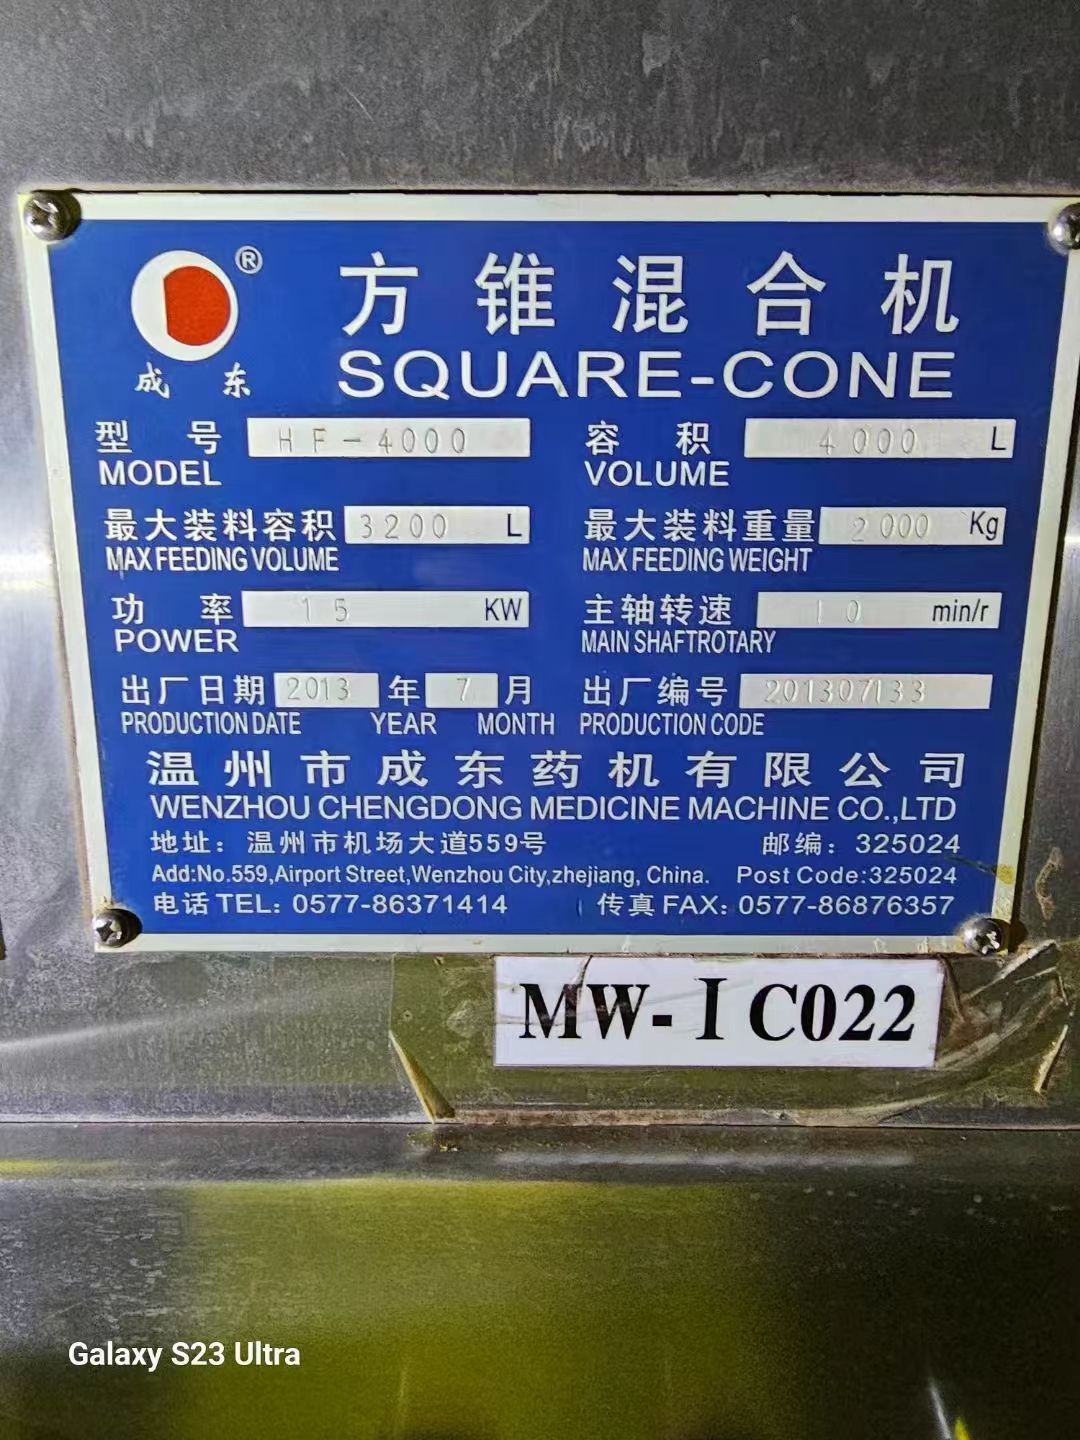 ®
成东
方锥混合机
SQUARE-CONE
型号 HF-4000 容积 4000 L
MODEL VOLUME
最大装料容积 3200 L 最大装料重量 2000 Kg
MAX FEEDING VOLUME MAX FEEDING WEIGHT
功率 15 KW 主轴转速 10 min/r
POWER MAIN SHAFTROTARY
出厂日期 2013 年 7 月 出厂编号 201307133
PRODUCTION DATE YEAR MONTH PRODUCTION CODE
温州市成东药机有限公司
WENZHOU CHENGDONG MEDICINE MACHINE CO.,LTD
地址：温州市机场大道559号 邮编：325024
Add:No.559,Airport Street,Wenzhou City,zhejiang, China. Post Code:325024
电话 TEL: 0577-86371414 传真 FAX: 0577-86876357
MW-I C022
Galaxy S23 Ultra